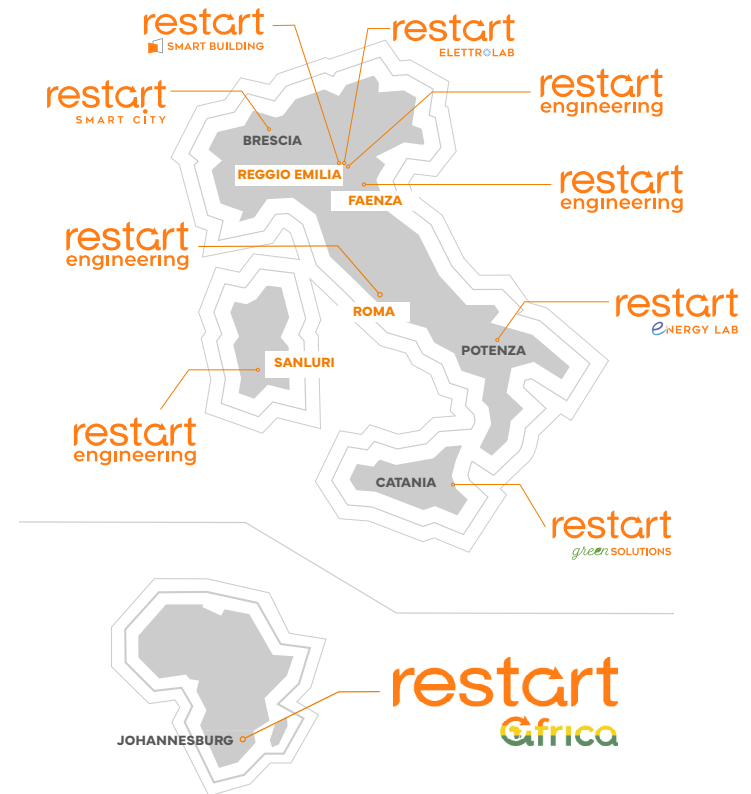 restart
SMART BUILDING
restart
ELETTROLAB
restart
engineering
restart
SMART CiTY
BRESCIA
REGGIO EMILIA
restart
engineering
FAENZA
restart
engineering
ROMA
restart
eNERGY LAB
POTENZA
SANLURI
restart
engineering
CATANIA
restart
green SOLUTIONS
restart
africa
JOHANNESBURG